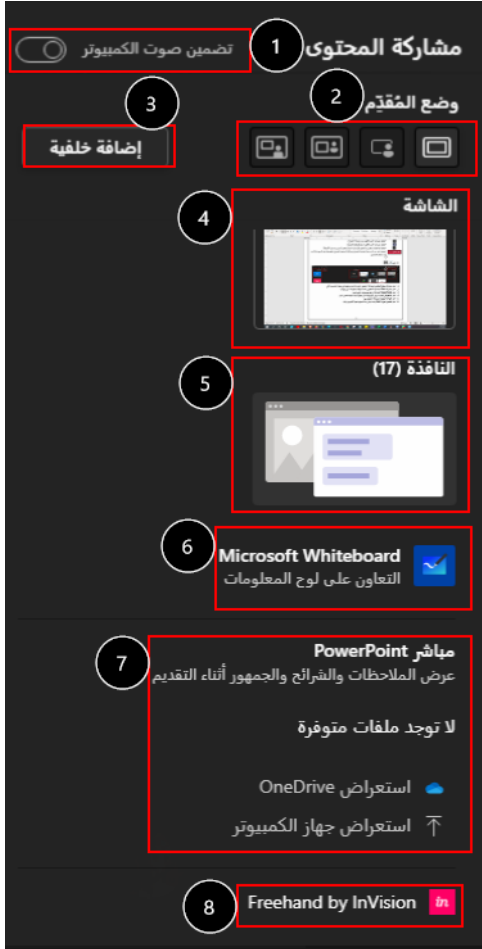 مشاركة المحتوى
1
تضمين صوت الكمبيوتر
وضع المُقدِّم
2
3
إضافة خلفية
4
الشاشة
5
النافذة (17)
6
Microsoft Whiteboard
التعاون على لوح المعلومات
7
مباشر PowerPoint
عرض الملاحظات والشرائح والجمهور أثناء التقديم
لا توجد ملفات متوفرة
استعراض OneDrive
استعراض جهاز الكمبيوتر
8
Freehand by InVision
in